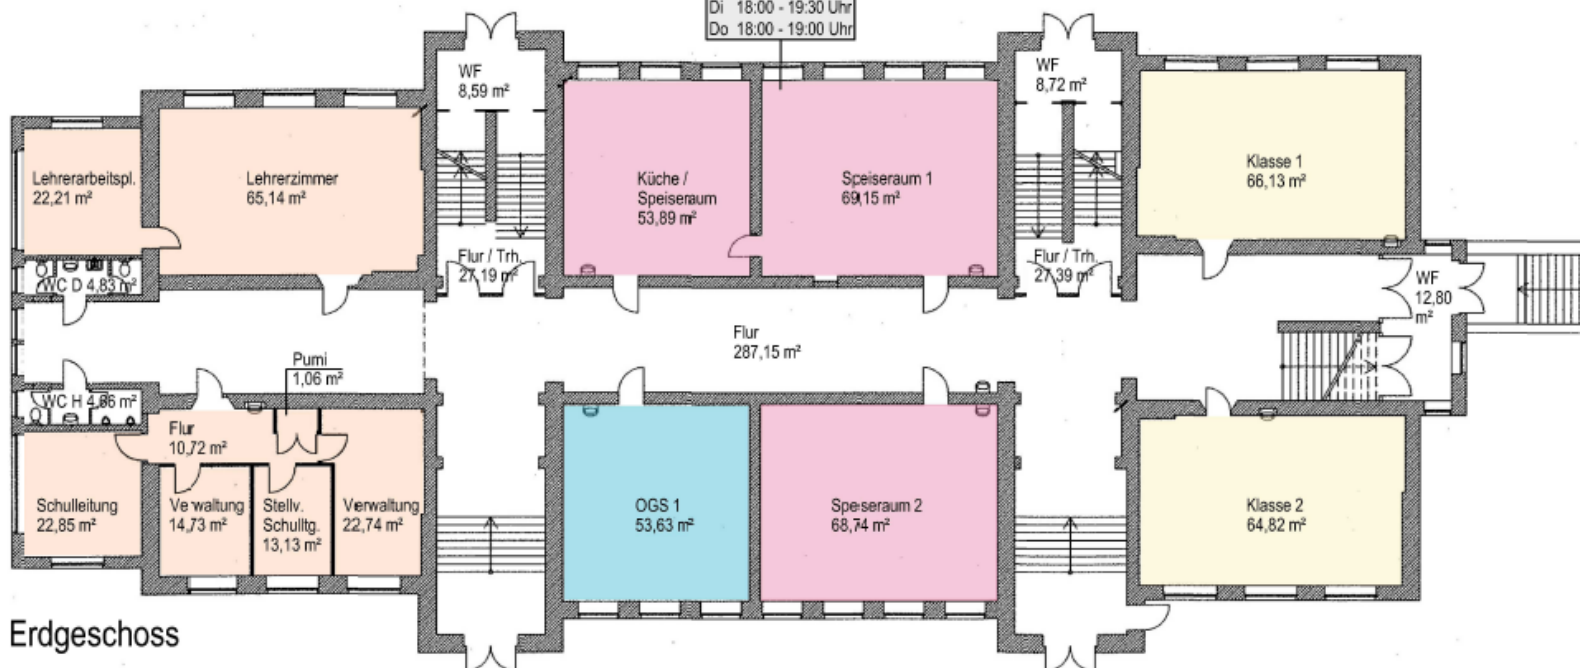 Di 18:00 - 19:30 Uhr
Do 18:00 - 19:00 Uhr
WF
8,59 m²
WF
8,72 m²
Lehrerarbeitspl.
22,21 m²
Lehrerzimmer
65,14 m²
Küche /
Speiseraum
53,89 m²
Speiseraum 1
69,15 m²
Klasse 1
66,13 m²
Flur / Trh.
27,19 m²
Flur / Trh.
27,39 m²
WC D 4,83 m²
WF
12,80
m²
Flur
287,15 m²
Pumi
1,06 m²
WC H 4,66 m²
Flur
10,72 m²
Schulleitung
22,85 m²
Verwaltung
14,73 m²
Stellv.
Schulltg.
13,13 m²
Verwaltung
22,74 m²
OGS 1
53,63 m²
Speiseraum 2
68,74 m²
Klasse 2
64,82 m²
Erdgeschoss